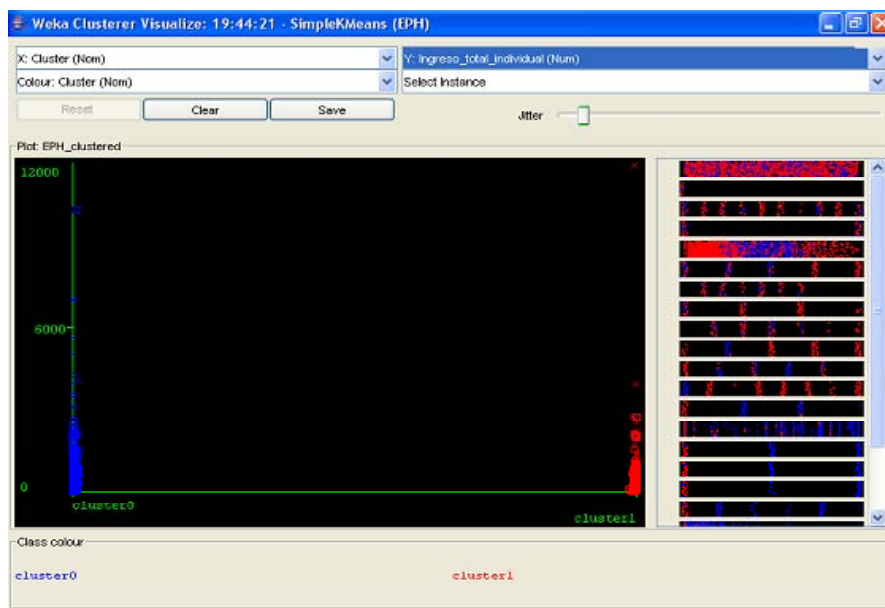 Weka Clusterer Visualize: 19:44:21 - SimpleKMeans (EPH)
X: Cluster (Nom) Y: Ingreso_total_individual (Num)
Colour: Cluster (Nom) Select Instance
Reset Clear Save Jitter
Plot: EPH_clustered
12000
6000
0
cluster0
cluster1
Class colour
cluster0 cluster1